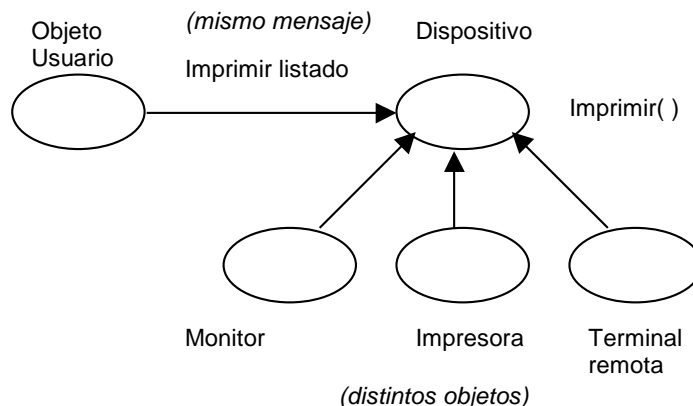 Objeto
Usuario
(mismo mensaje)
Imprimir listado
Dispositivo
Imprimir( )
Monitor
Impresora
Terminal
remota
(distintos objetos)